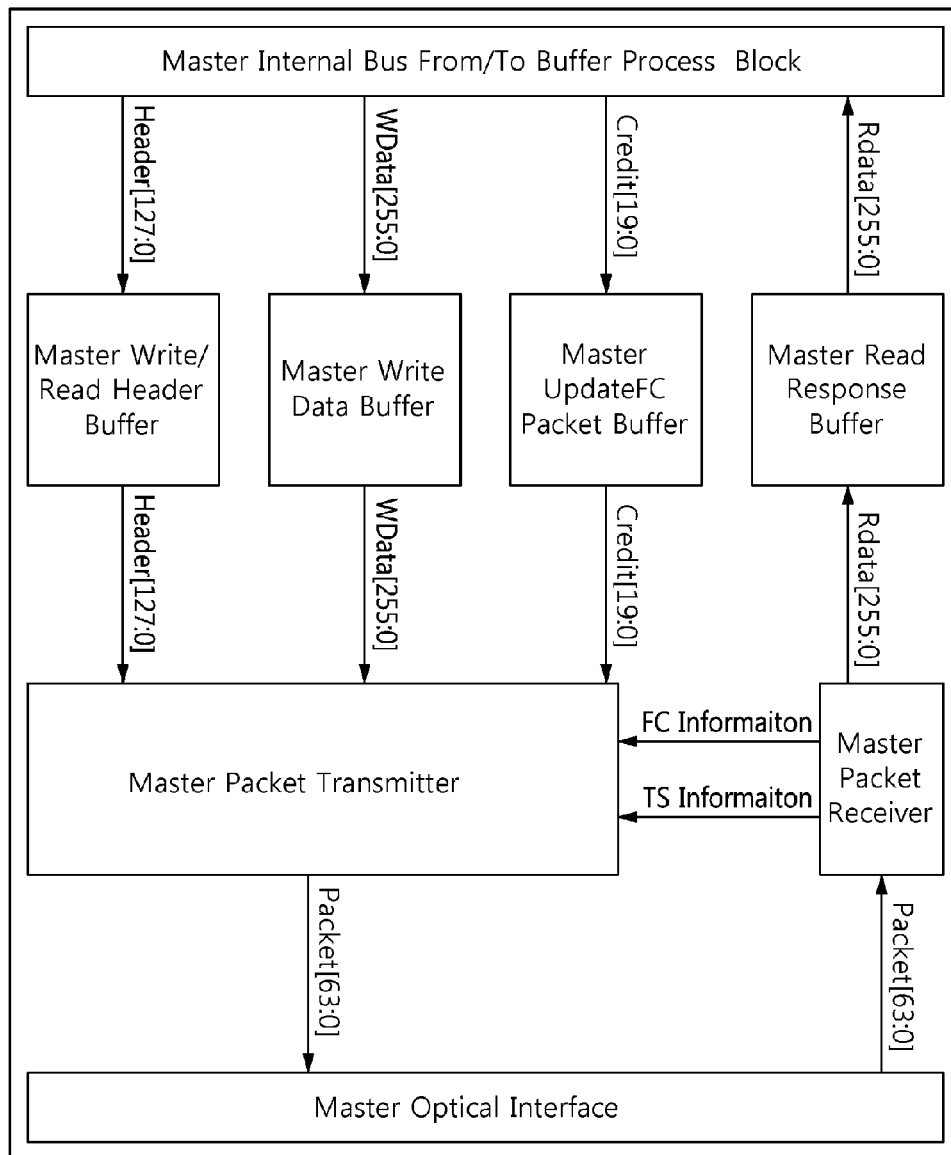 Master Internal Bus From/To Buffer Process Block
Header[127:0]
WData[255:0]
Credit[19:0]
Rdata[255:0]
Master Write/
Read Header
Buffer
Master Write
Data Buffer
Master
UpdateFC
Packet Buffer
Master Read
Response
Buffer
Header[127:0]
WData[255:0]
Credit[19:0]
Rdata[255:0]
Master Packet Transmitter
FC Informaiton
TS Informaiton
Master
Packet
Receiver
Packet[63:0]
Packet[63:0]
Master Optical Interface